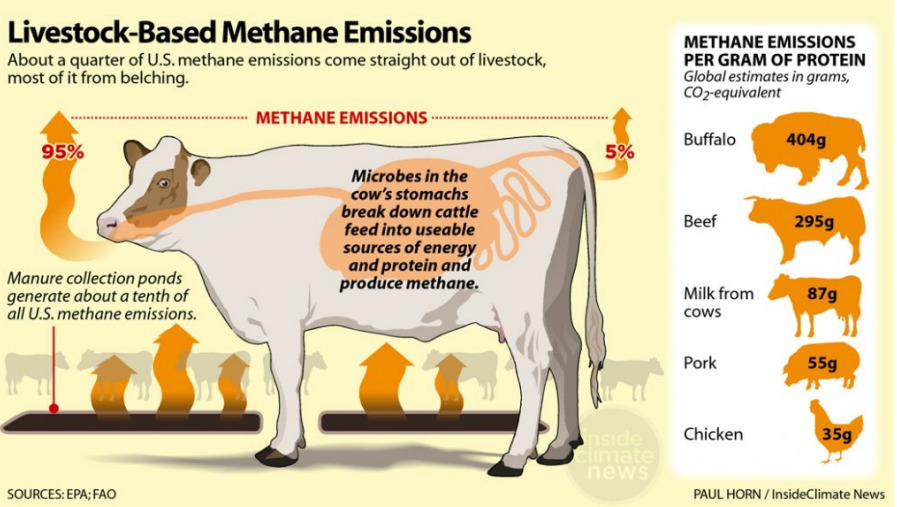 Livestock-Based Methane Emissions
About a quarter of U.S. methane emissions come straight out of livestock,
most of it from belching.
METHANE EMISSIONS
95%
5%
Microbes in the
cow's stomachs
break down cattle
feed into useable
sources of energy
and protein and
produce methane.
Manure collection ponds
generate about a tenth of
all U.S. methane emissions.
inside
climate
news
SOURCES: EPA; FAO
METHANE EMISSIONS
PER GRAM OF PROTEIN
Global estimates in grams,
CO2-equivalent
Buffalo 404g
Beef 295g
Milk from
cows 87g
Pork 55g
Chicken 35g
PAUL HORN / InsideClimate News